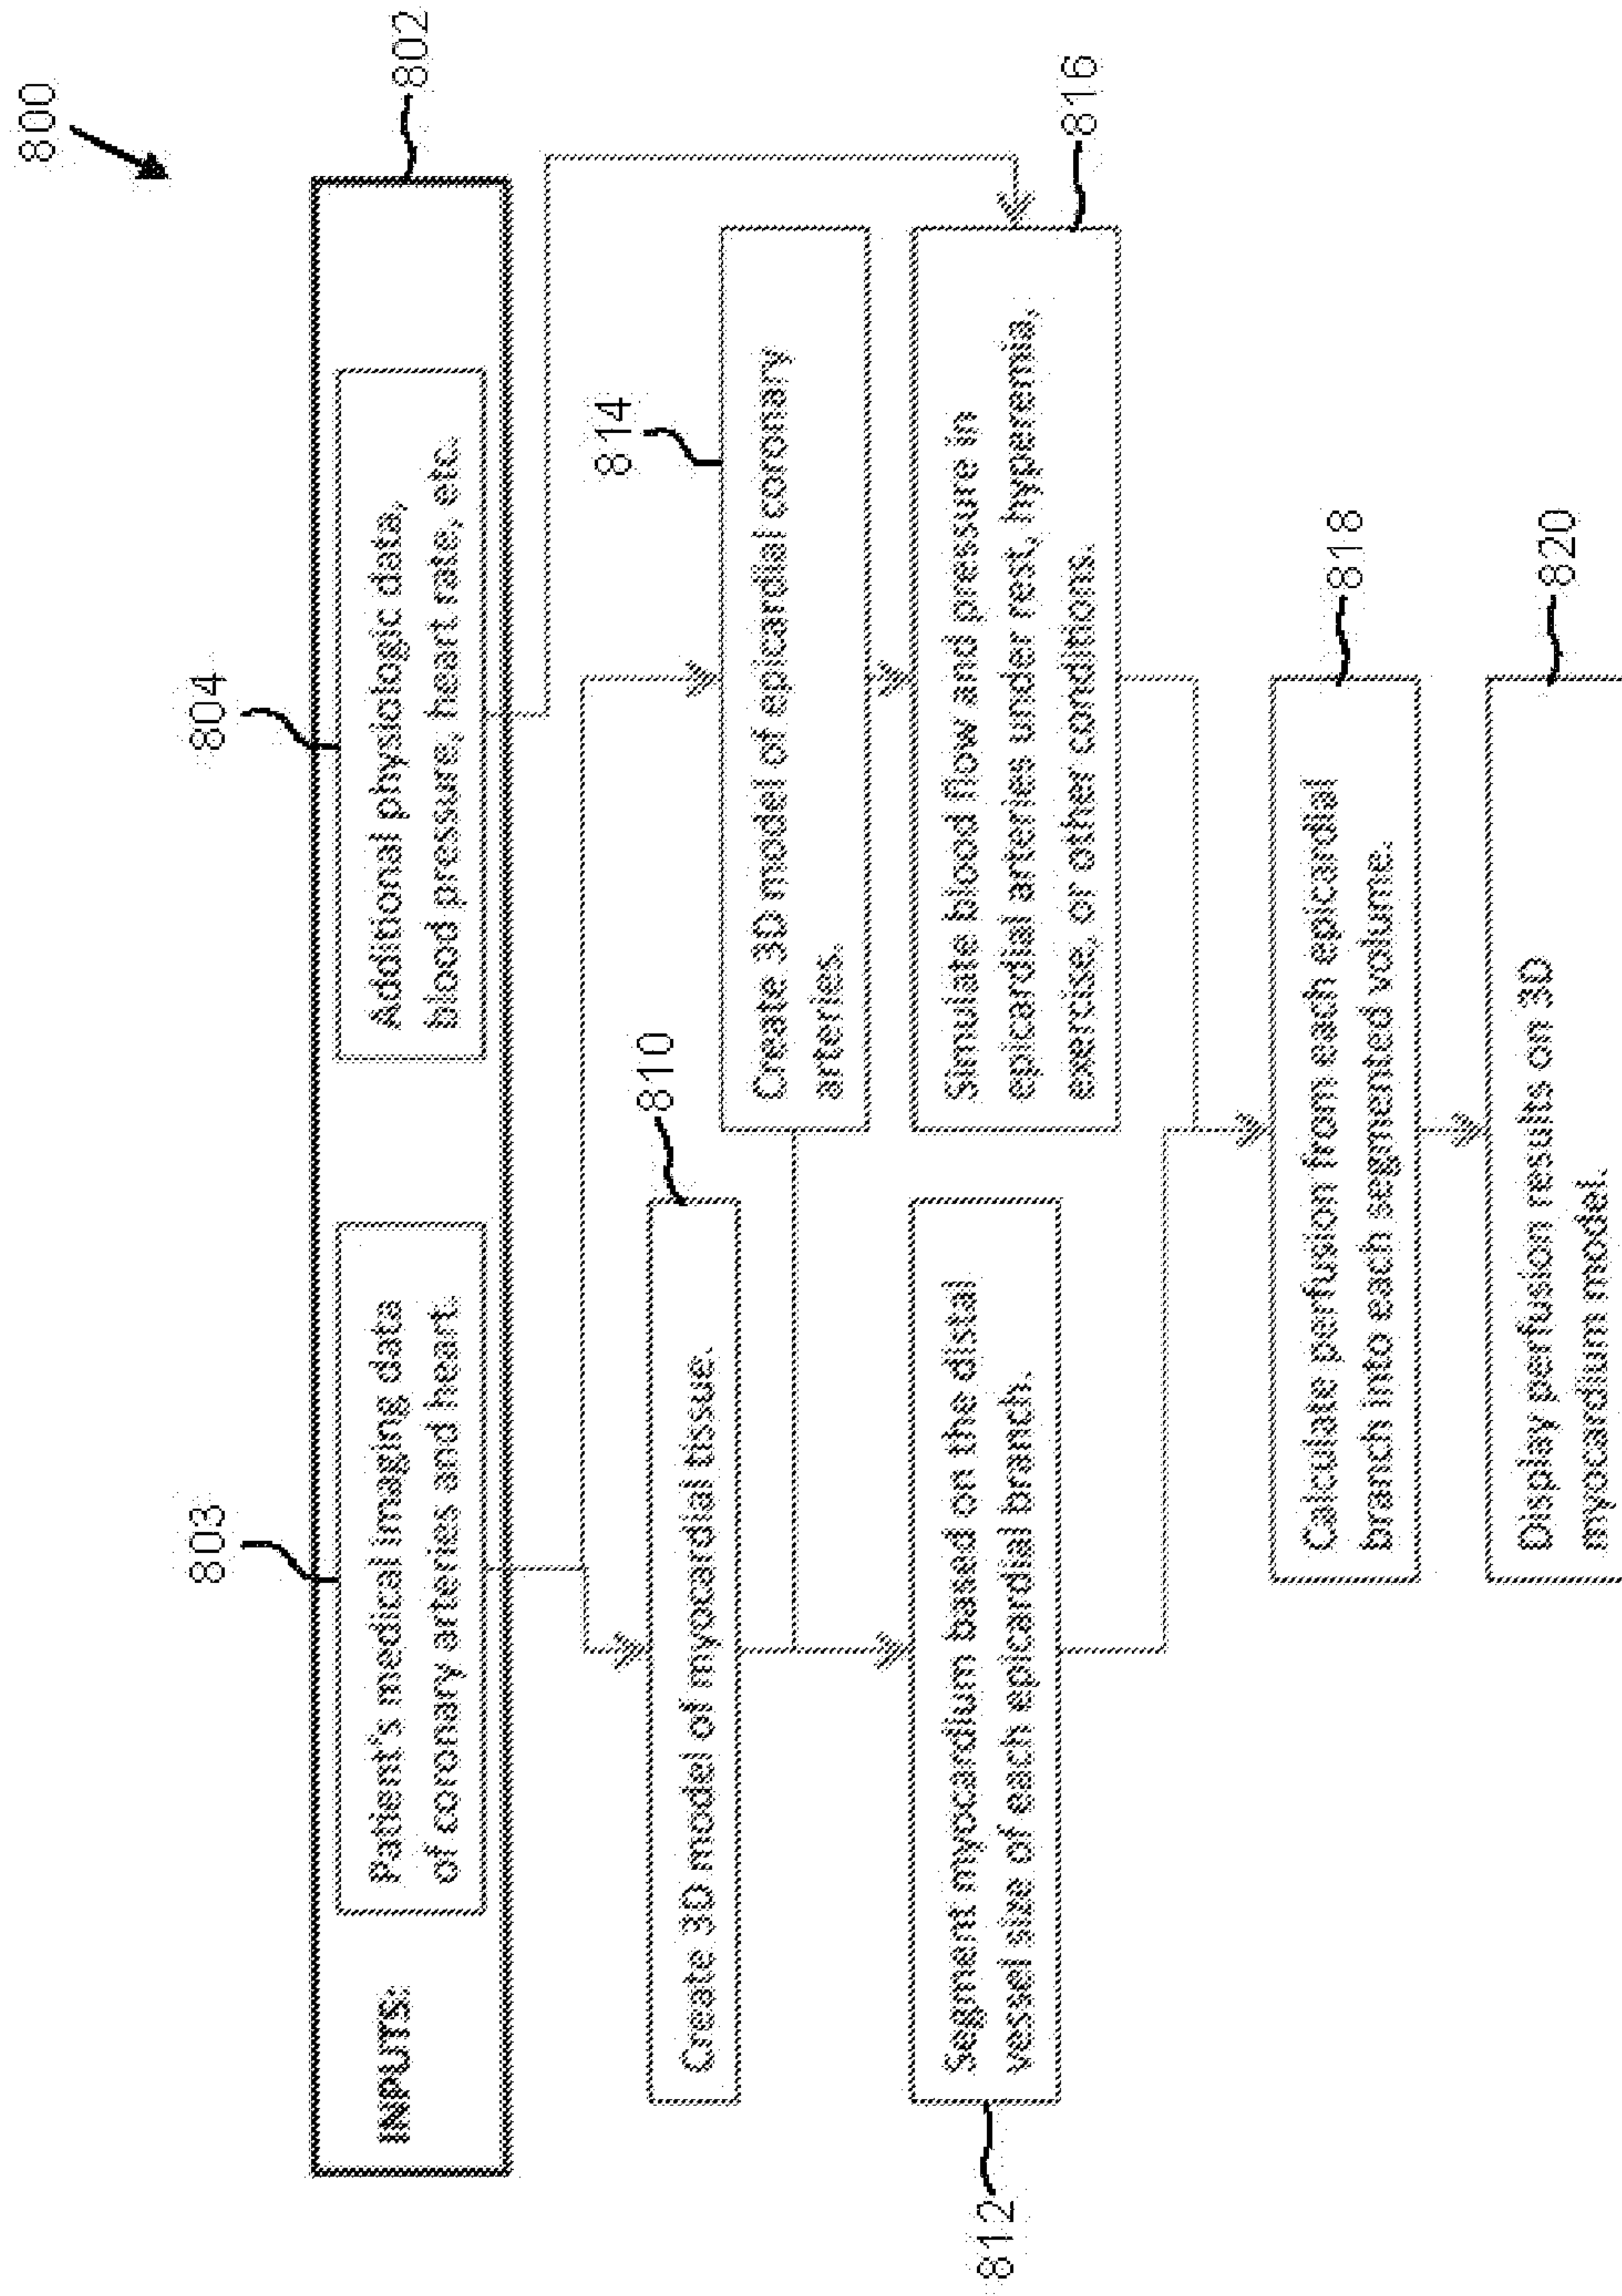 800
802
803
804
INPUTS:
Patient's medical imaging data
of coronary arteries and heart.
Additional physiologic data,
blood pressure, heart rate, etc.
810
Create 3D model of myocardial tissue.
814
Create 3D model of epicardial coronary
arteries.
812
Segment myocardium based on the distal
vessel size of each epicardial branch.
816
Simulate blood flow and pressure in
epicardial arteries under rest, hyperemia,
exercise, or other conditions.
818
Calculate perfusion from each epicardial
branch into each segmented volume.
820
Display perfusion results on 3D
myocardium model.